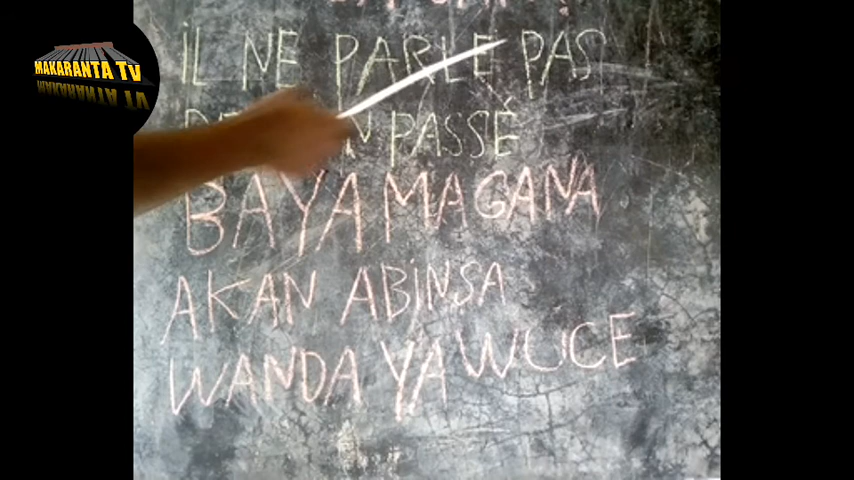 MAKARANTA TV
IL NE PARLE PAS
PASSÉ
BAYA MAGANA
AKAN ABINSA
WANDA YA WUCE